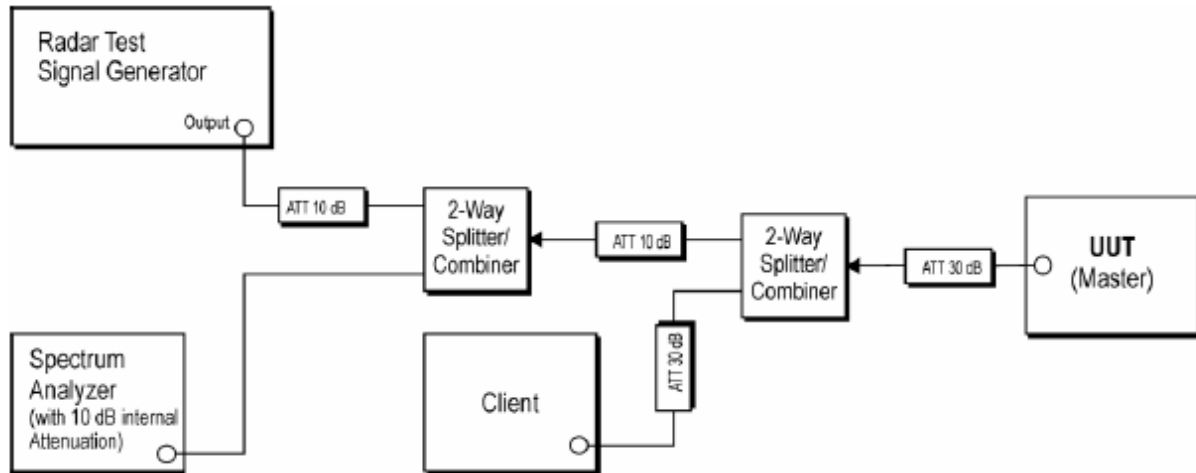 Radar Test
Signal Generator
Output
ATT 10 dB
2-Way
Splitter/
Combiner
ATT 10 dB
2-Way
Splitter/
Combiner
ATT 30 dB
UUT
(Master)
Spectrum
Analyzer
(with 10 dB internal
Attenuation)
Client
ATT 30 dB